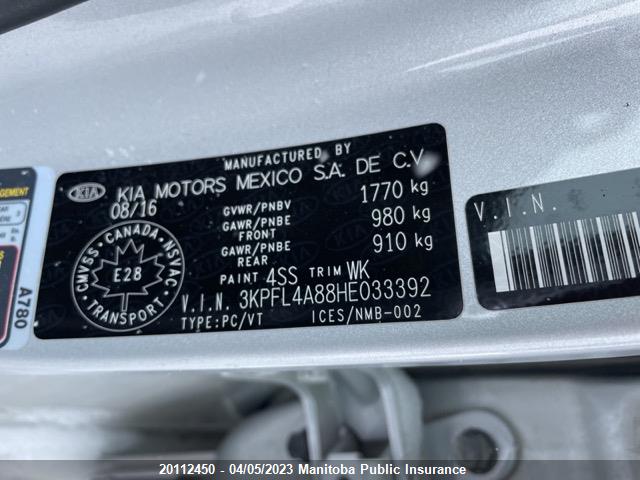 MANUFACTURED BY
KIA KIA MOTORS MEXICO S.A. DE C.V
08/16
GVWR/PNBV 1770 kg
GAWR/PNBE FRONT 980 kg
GAWR/PNBE REAR 910 kg
PAINT 4SS TRIM WK
V.I.N. 3KPFL4A88HE033392
TYPE:PC/VT ICES/NMB-002
CANADA
CMVSS NSVAC
E28
TRANSPORT
A780
V.I.N.
20112450 - 04/05/2023 Manitoba Public Insurance